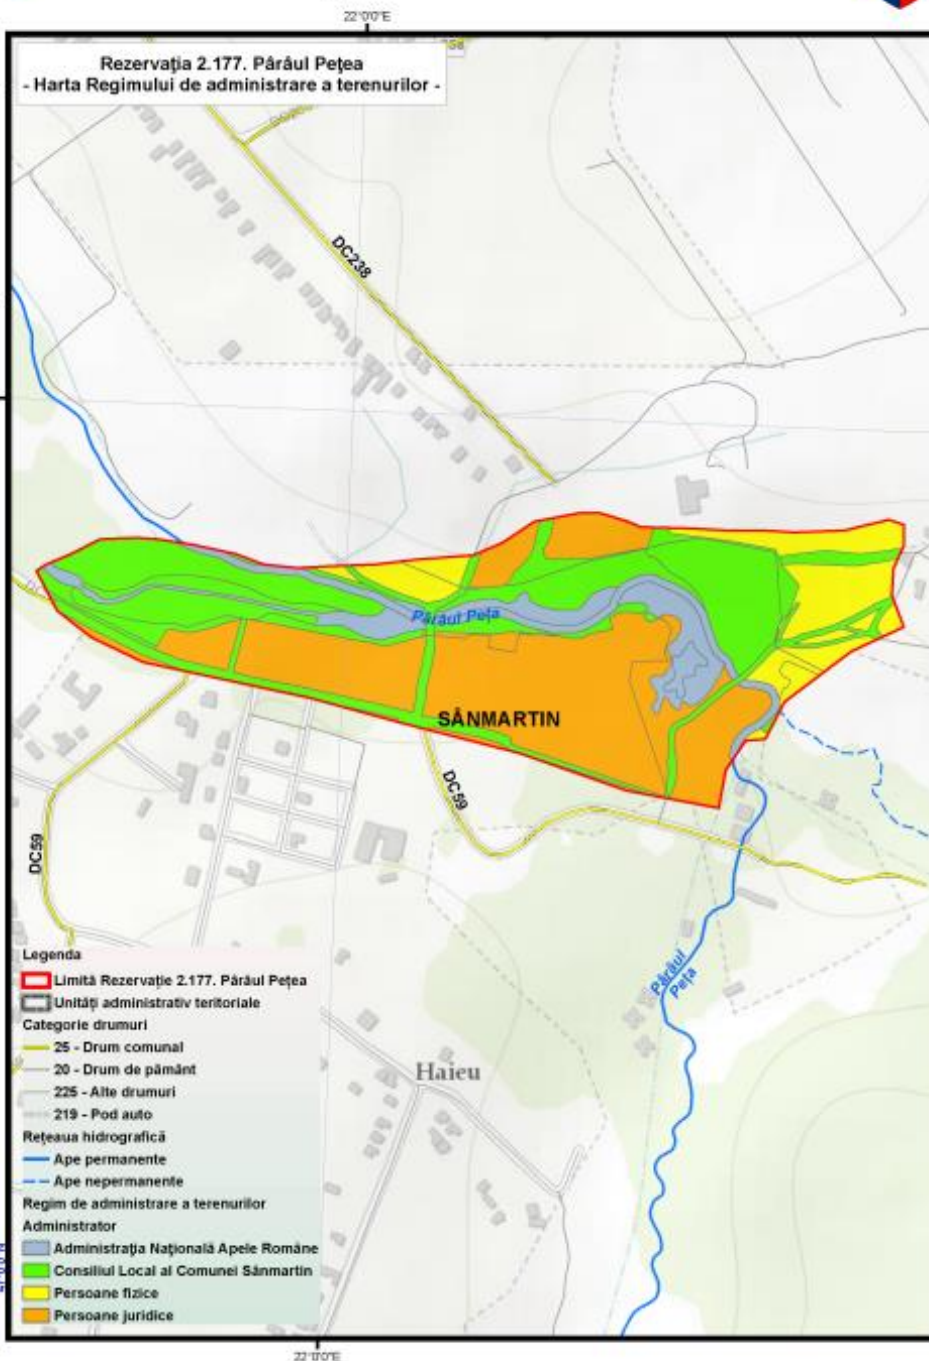 22°0'0"E
Rezervaţia 2.177. Pârâul Peţea
- Harta Regimului de administrare a terenurilor -
DC238
Pârâul Peţa
SÂNMARTIN
DC59
DC59
Pârâul
Peţa
Haieu
Legenda
Limită Rezervaţie 2.177. Pârâul Peţea
Unităţi administrativ teritoriale
Categorie drumuri
25 - Drum comunal
20 - Drum de pământ
225 - Alte drumuri
219 - Pod auto
Reţeaua hidrografică
Ape permanente
Ape nepermanente
Regim de administrare a terenurilor
Administrator
Administraţia Naţională Apele Române
Consiliul Local al Comunei Sânmartin
Persoane fizice
Persoane juridice
22°0'0"E